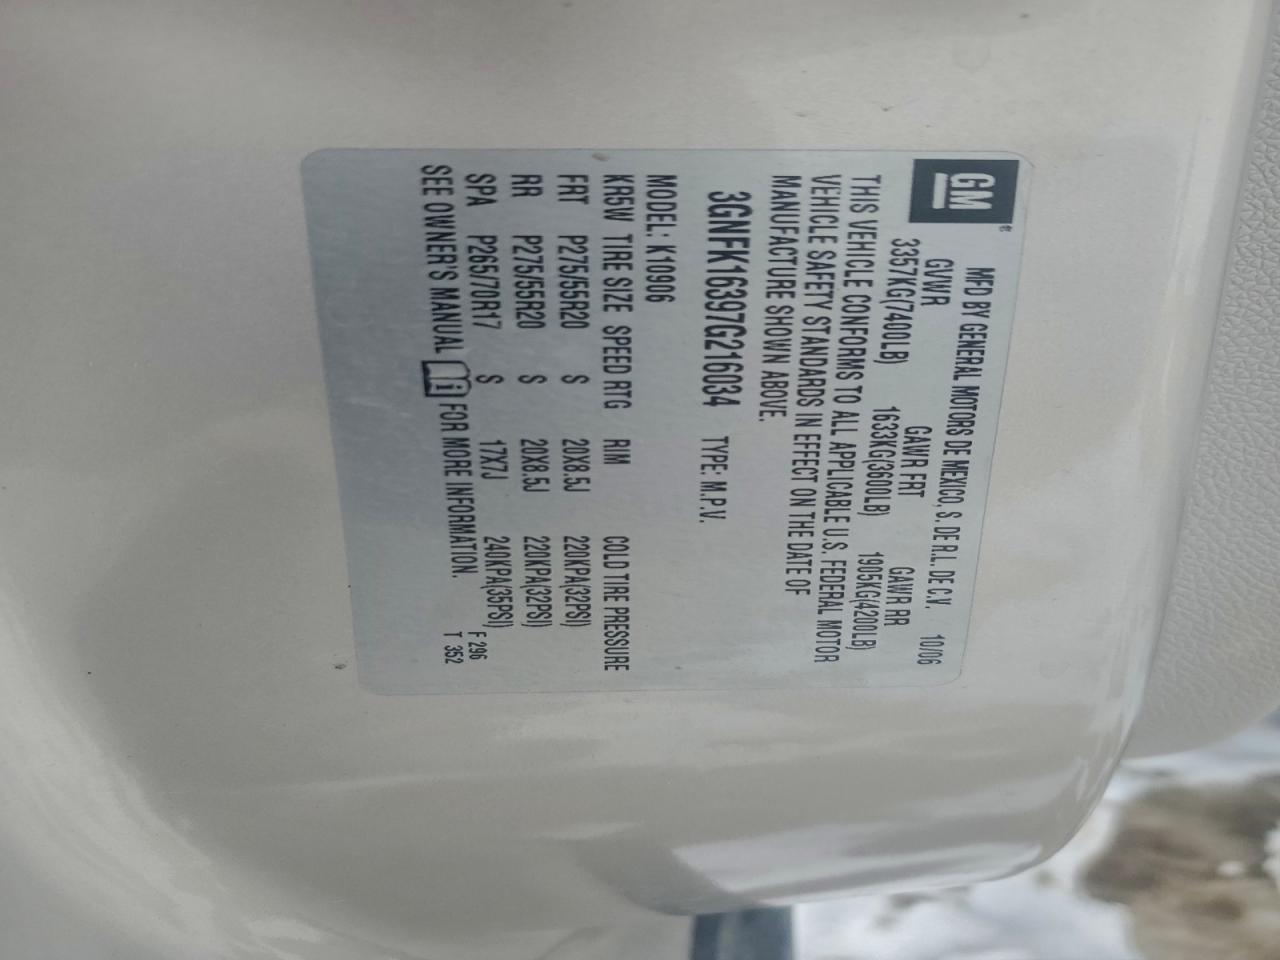 GM
MFD BY GENERAL MOTORS DE MEXICO, S. DE R.L. DE C.V. 10/06
GVWR GAWR FRT GAWR RR
3357KG(7400LB) 1633KG(3600LB) 1905KG(4200LB)
THIS VEHICLE CONFORMS TO ALL APPLICABLE U.S. FEDERAL MOTOR
VEHICLE SAFETY STANDARDS IN EFFECT ON THE DATE OF
MANUFACTURE SHOWN ABOVE.
3GNFK16397G216034 TYPE: M.P.V.
MODEL: K10906
KR5W TIRE SIZE SPEED RTG RIM COLD TIRE PRESSURE
FRT P275/55R20 S 20X8.5J 220KPA(32PSI)
RR P275/55R20 S 20X8.5J 220KPA(32PSI)
SPA P265/70R17 S 17X7J 240KPA(35PSI)
SEE OWNER'S MANUAL i FOR MORE INFORMATION.
F 296
T 352